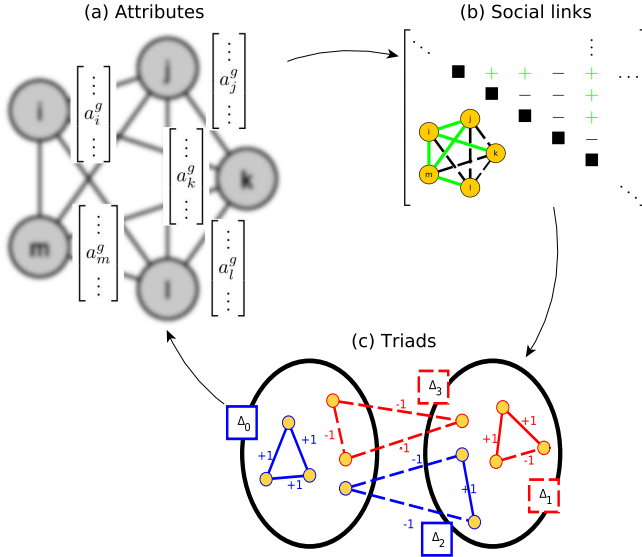 (a) Attributes
(b) Social links
i
j
k
l
m
⋮
a_i^g
⋮
⋮
a_j^g
⋮
⋮
a_k^g
⋮
⋮
a_m^g
⋮
⋮
a_l^g
⋮
⋱ ⋮
■ + + − + ⋯
■ − − +
■ − +
■ −
■
⋱
i
j
k
l
m
(c) Triads
Δ₀
+1
+1
+1
Δ₃
-1
-1
-1
Δ₁
+1
+1
-1
Δ₂
-1
+1
-1